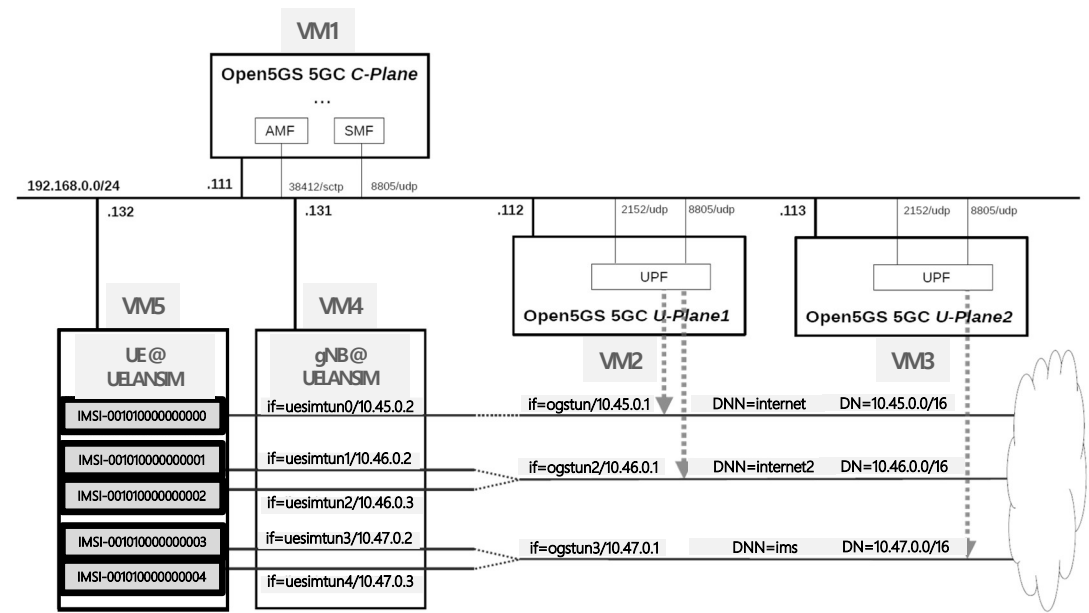 VM1
Open5GS 5GC C-Plane
...
AMF
SMF
192.168.0.0/24
.111
38412/sctp
8805/udp
.132
.131
.112
2152/udp
8805/udp
.113
2152/udp
8805/udp
UPF
Open5GS 5GC U-Plane1
UPF
Open5GS 5GC U-Plane2
VM5
VM4
VM2
VM3
UE @
UELANSIM
gNB @
UELANSIM
IMSI-001010000000000
if=uesimtun0/10.45.0.2
if=ogstun/10.45.0.1
DNN=internet
DN=10.45.0.0/16
IMSI-001010000000001
if=uesimtun1/10.46.0.2
if=ogstun2/10.46.0.1
DNN=internet2
DN=10.46.0.0/16
IMSI-001010000000002
if=uesimtun2/10.46.0.3
IMSI-001010000000003
if=uesimtun3/10.47.0.2
if=ogstun3/10.47.0.1
DNN=ims
DN=10.47.0.0/16
IMSI-001010000000004
if=uesimtun4/10.47.0.3